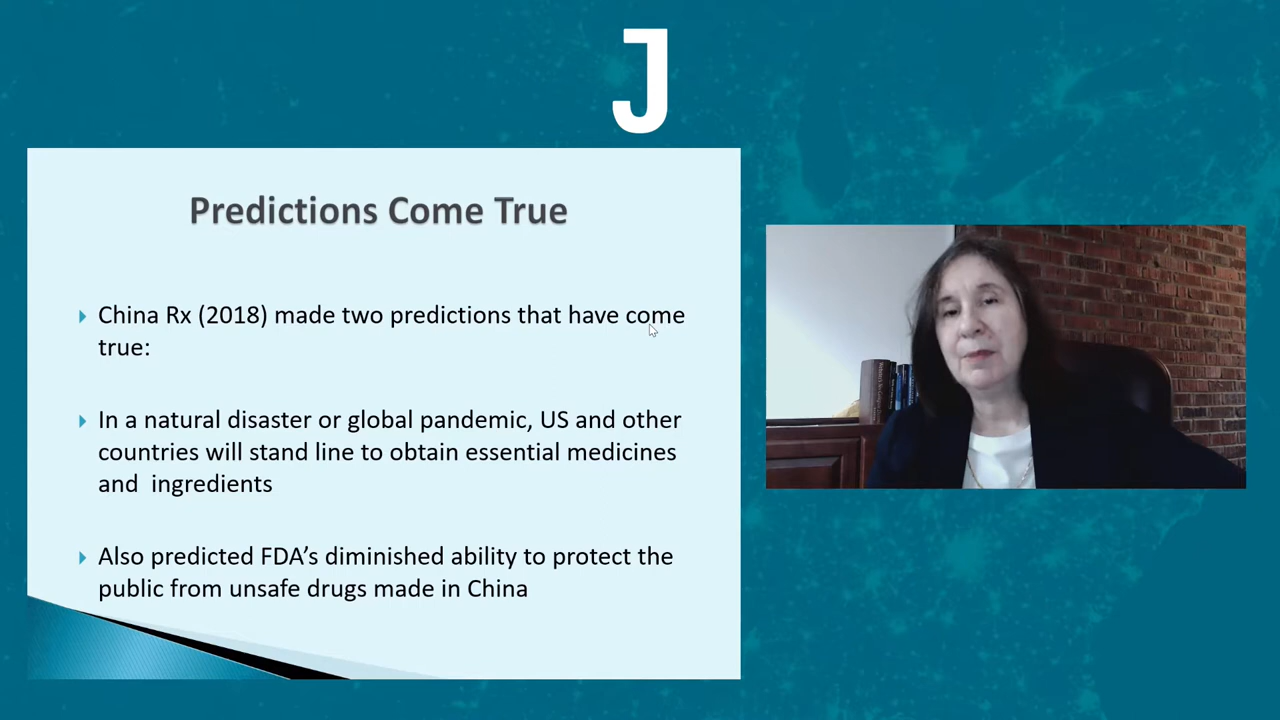 J
Predictions Come True
China Rx (2018) made two predictions that have come
true:
In a natural disaster or global pandemic, US and other
countries will stand line to obtain essential medicines
and  ingredients
Also predicted FDA’s diminished ability to protect the
public from unsafe drugs made in China